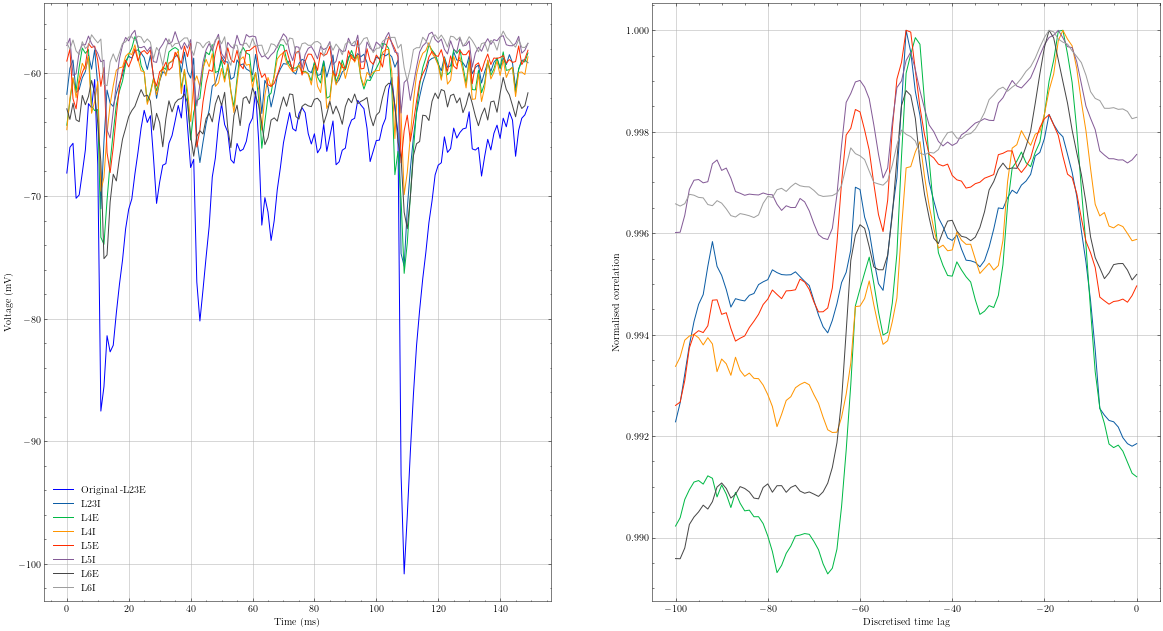 −60
−70
−80
−90
−100
Voltage (mV)
Original -L23E
L23I
L4E
L4I
L5E
L5I
L6E
L6I
0 20 40 60 80 100 120 140
Time (ms)
1.000
0.998
0.996
0.994
0.992
0.990
Normalised correlation
−100 −80 −60 −40 −20 0
Discretised time lag